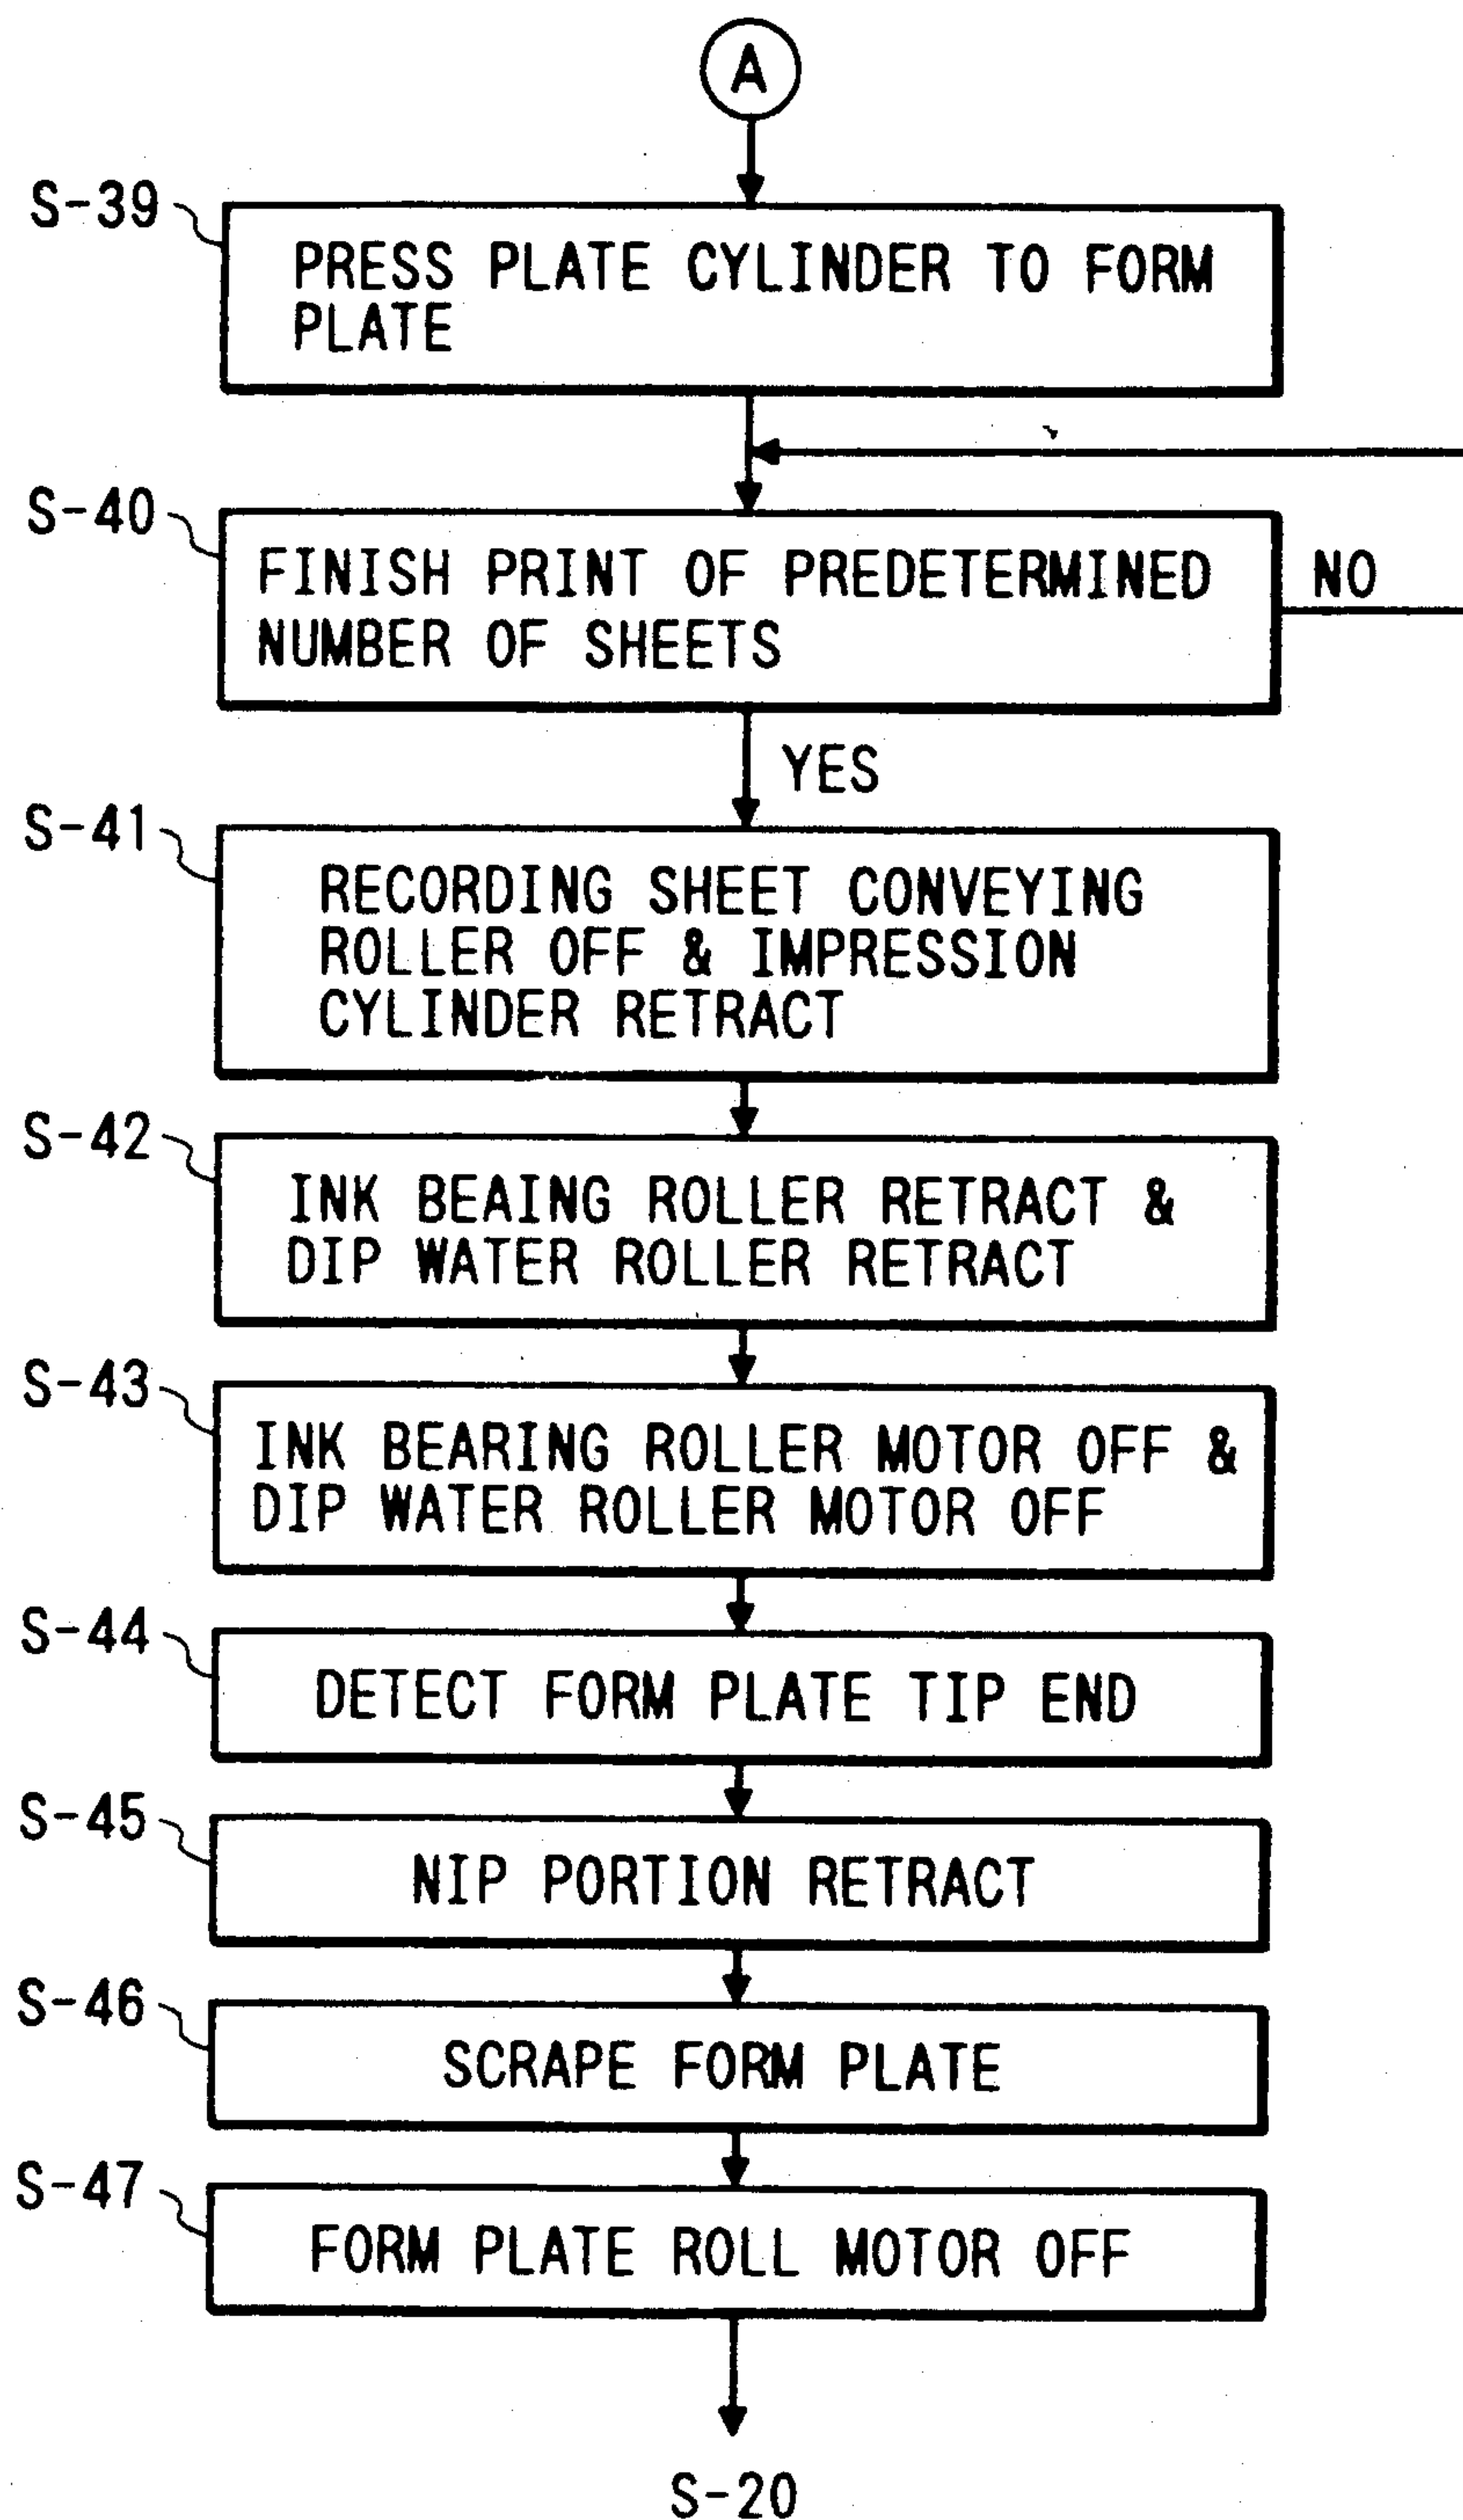 A
S-39
PRESS PLATE CYLINDER TO FORM
PLATE
S-40
FINISH PRINT OF PREDETERMINED
NUMBER OF SHEETS
NO
YES
S-41
RECORDING SHEET CONVEYING
ROLLER OFF & IMPRESSION
CYLINDER RETRACT
S-42
INK BEAING ROLLER RETRACT &
DIP WATER ROLLER RETRACT
S-43
INK BEARING ROLLER MOTOR OFF &
DIP WATER ROLLER MOTOR OFF
S-44
DETECT FORM PLATE TIP END
S-45
NIP PORTION RETRACT
S-46
SCRAPE FORM PLATE
S-47
FORM PLATE ROLL MOTOR OFF
S-20